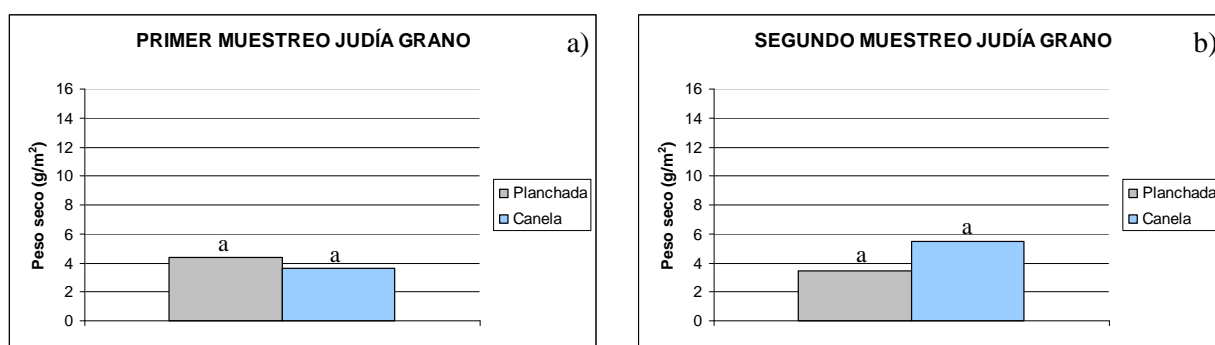 PRIMER MUESTREO JUDÍA GRANO
a)
16
14
12
10
8
6
4
2
0
Peso seco (g/m²)
a
a
Planchada
Canela
SEGUNDO MUESTREO JUDÍA GRANO
b)
16
14
12
10
8
6
4
2
0
Peso seco (g/m²)
a
a
Planchada
Canela